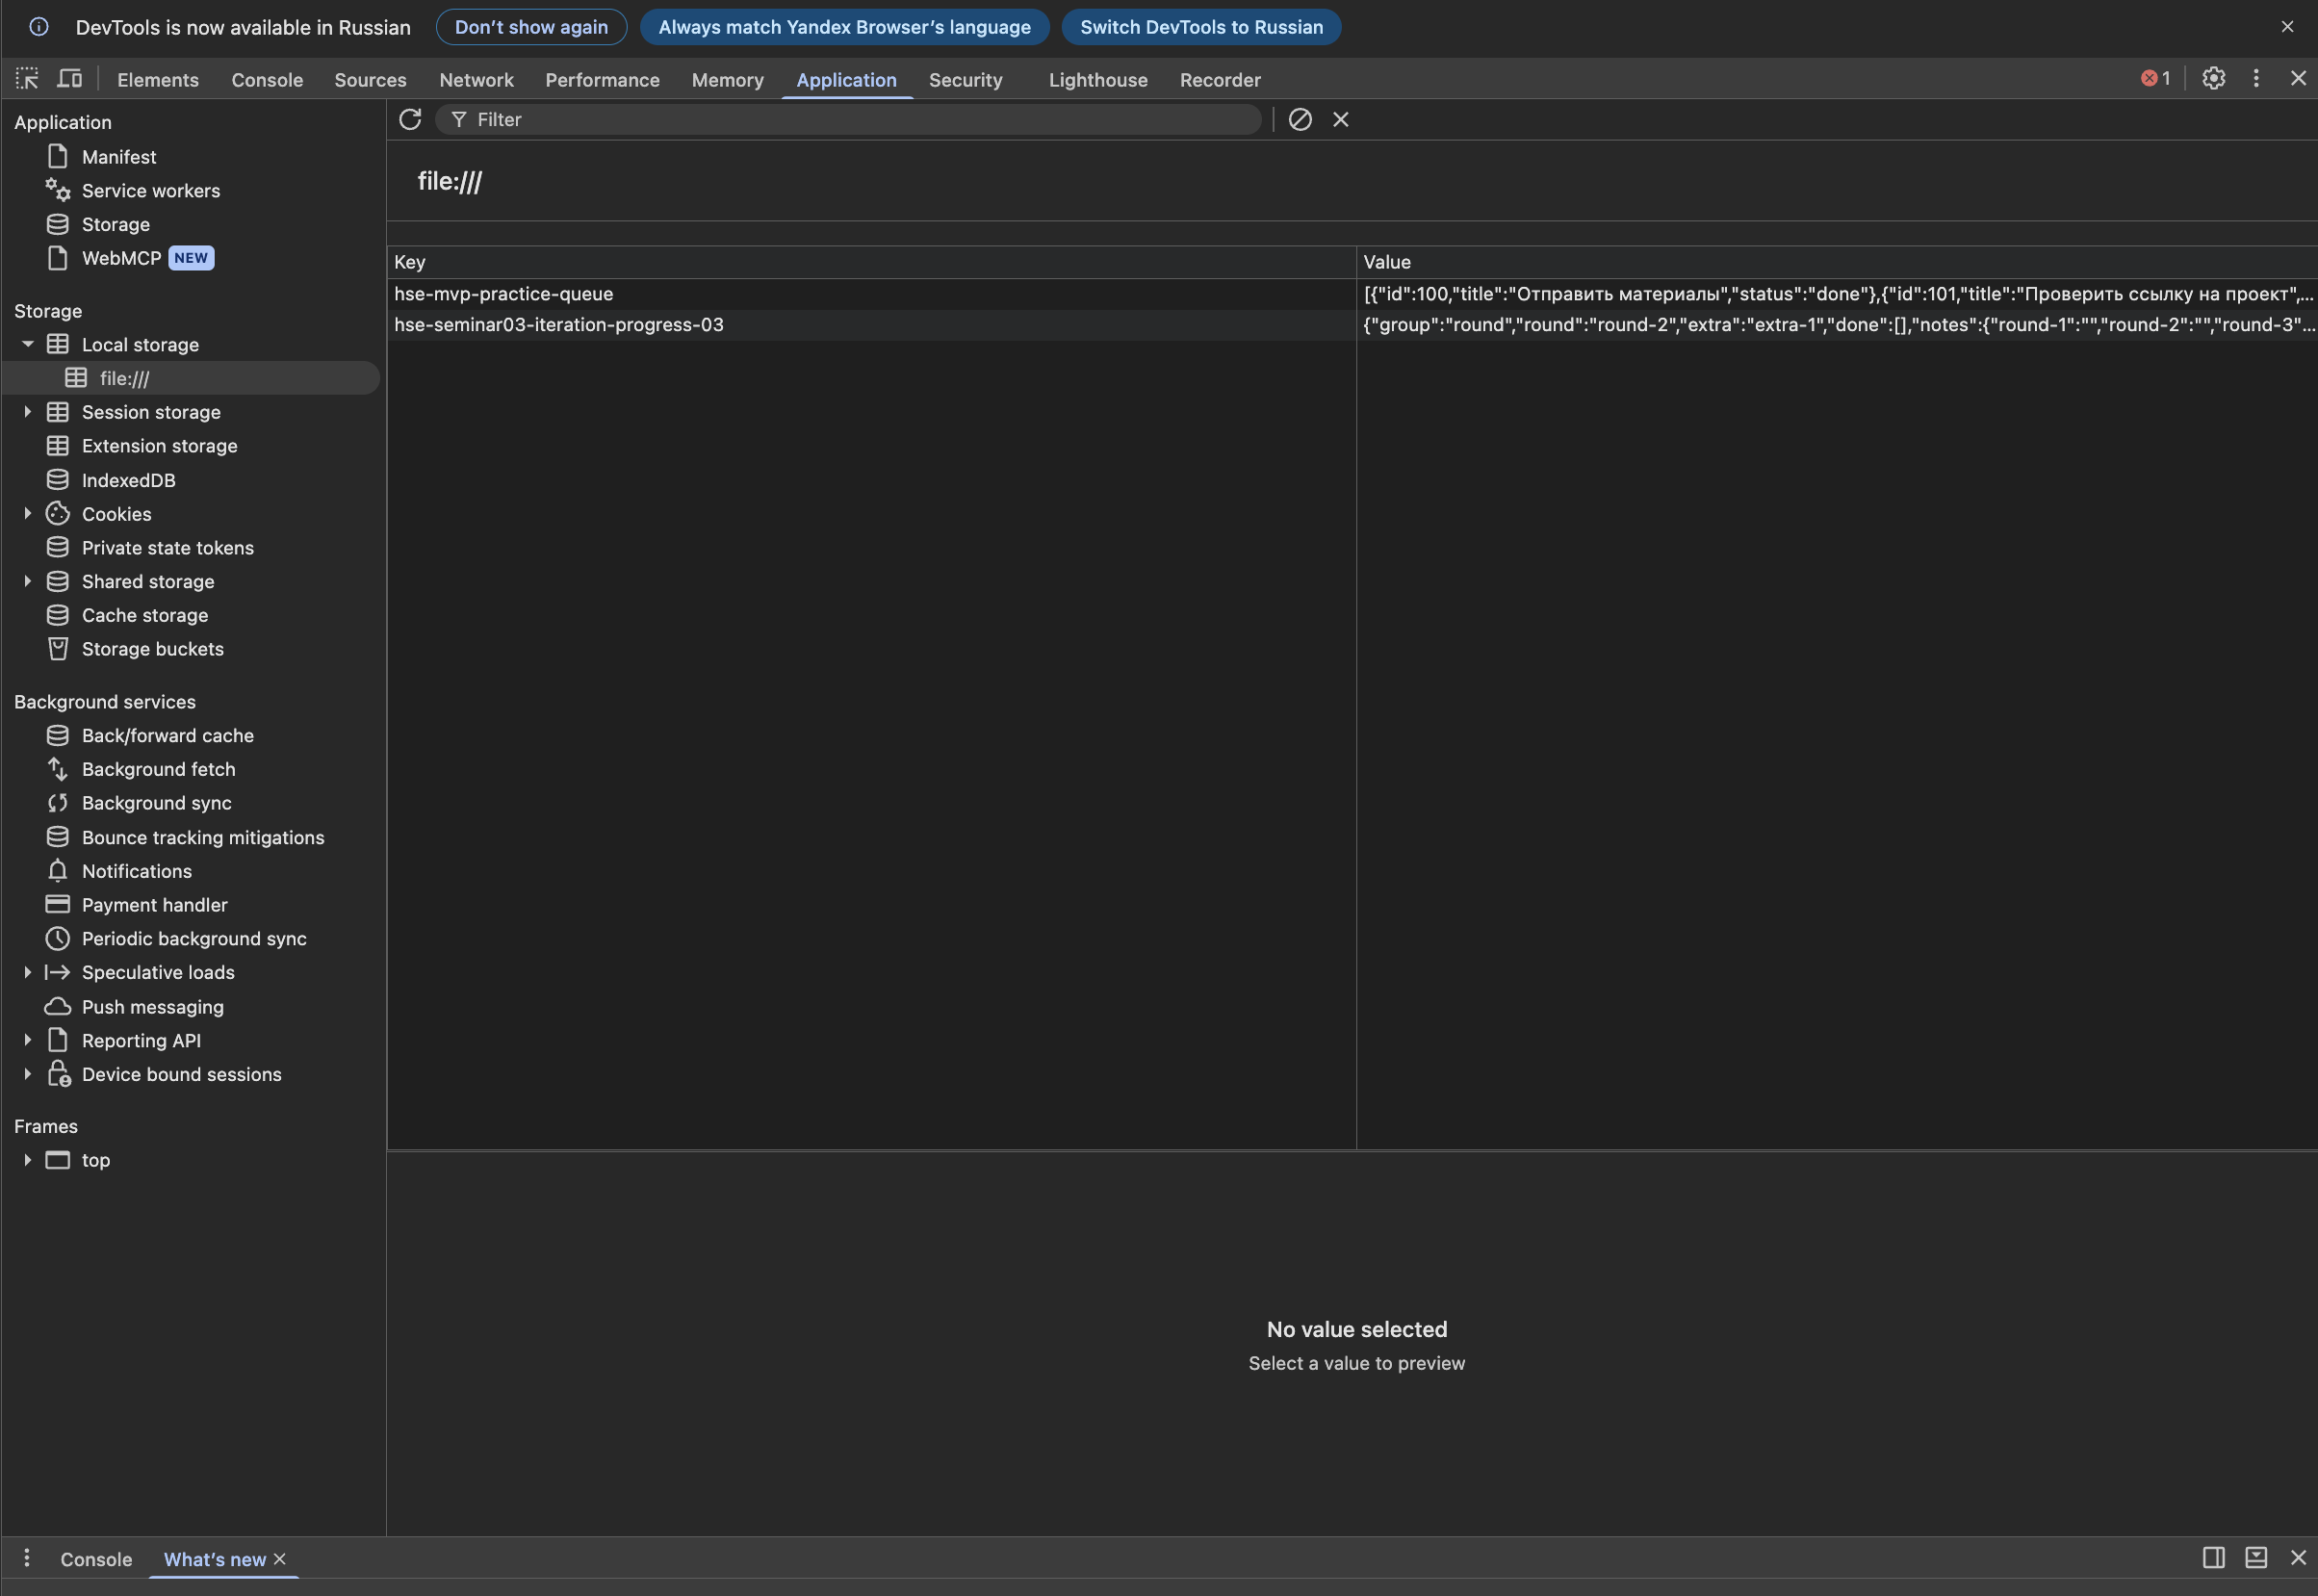 DevTools is now available in Russian Don't show again Always match Yandex Browser's language Switch DevTools to Russian
Elements Console Sources Network Performance Memory Application Security Lighthouse Recorder 1
Application
Manifest
Service workers
Storage
WebMCP NEW
Storage
Local storage
file:///
Session storage
Extension storage
IndexedDB
Cookies
Private state tokens
Shared storage
Cache storage
Storage buckets
Background services
Back/forward cache
Background fetch
Background sync
Bounce tracking mitigations
Notifications
Payment handler
Periodic background sync
Speculative loads
Push messaging
Reporting API
Device bound sessions
Frames
top
Filter
file:///
Key Value
hse-mvp-practice-queue [{"id":100,"title":"Отправить материалы","status":"done"},{"id":101,"title":"Проверить ссылку на проект",...
hse-seminar03-iteration-progress-03 {"group":"round","round":"round-2","extra":"extra-1","done":[],"notes":{"round-1":"","round-2":"","round-3"...
No value selected
Select a value to preview
Console What's new